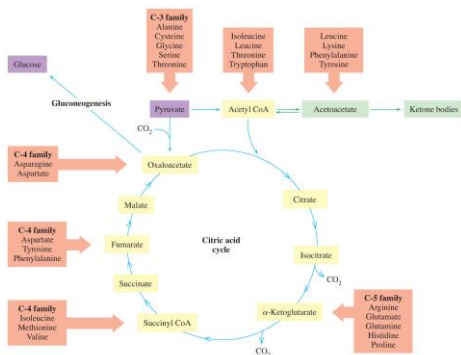 C-3 family
Alanine
Cysteine
Glycine
Serine
Threonine
Isoleucine
Leucine
Threonine
Tryptophan
Leucine
Lysine
Phenylalanine
Tyrosine
Glucose
Gluconeogenesis
Pyruvate
Acetyl CoA
Acetoacetate
Ketone bodies
CO₂
C-4 family
Asparagine
Aspartate
Oxaloacetate
Malate
Citrate
C-4 family
Aspartate
Tyrosine
Phenylalanine
Fumarate
Citric acid
cycle
Isocitrate
CO₂
Succinate
C-4 family
Isoleucine
Methionine
Valine
Succinyl CoA
α-Ketoglutarate
C-5 family
Arginine
Glutamate
Glutamine
Histidine
Proline
CO₂